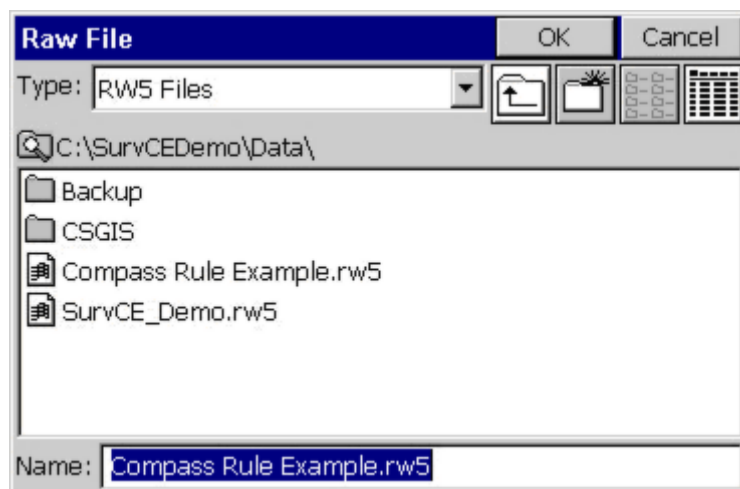 Raw File OK Cancel
Type: RW5 Files
C:\SurvCEDemo\Data\
Backup
CSGIS
Compass Rule Example.rw5
SurvCE_Demo.rw5
Name: Compass Rule Example.rw5